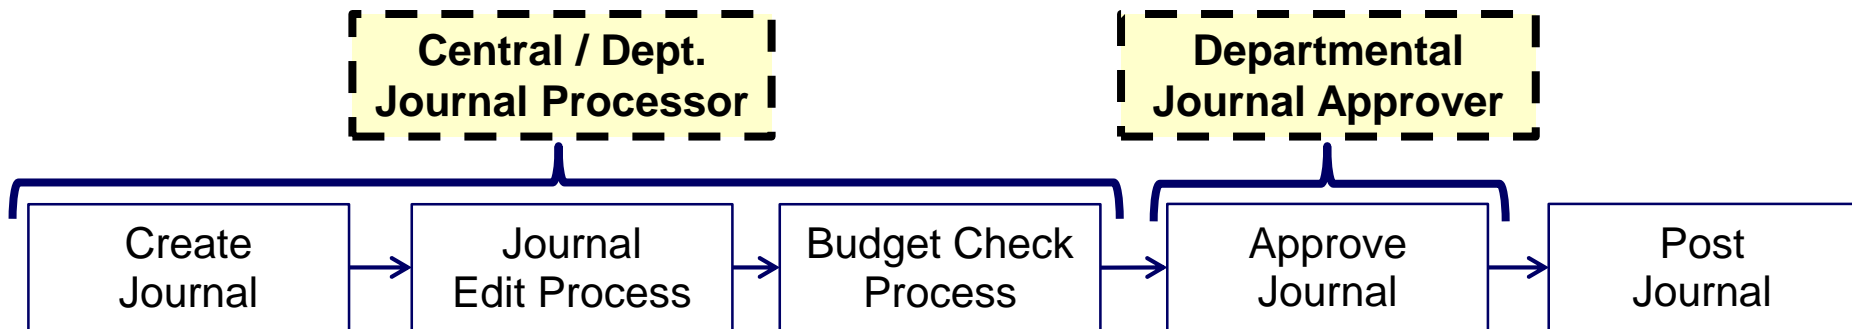 Central / Dept.
Journal Processor
Departmental
Journal Approver
Create
Journal
Journal
Edit Process
Budget Check
Process
Approve
Journal
Post
Journal